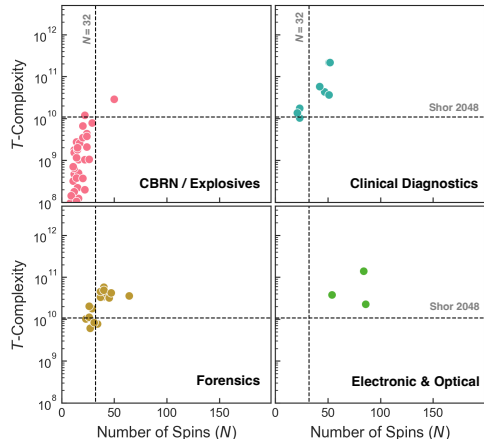 N = 32
N = 32
10¹²
10¹¹
10¹⁰
10⁹
10⁸
T-Complexity
Shor 2048
CBRN / Explosives
Clinical Diagnostics
10¹²
10¹¹
10¹⁰
10⁹
10⁸
T-Complexity
Shor 2048
Forensics
Electronic & Optical
0 50 100 150
0 50 100 150
Number of Spins (N)
Number of Spins (N)